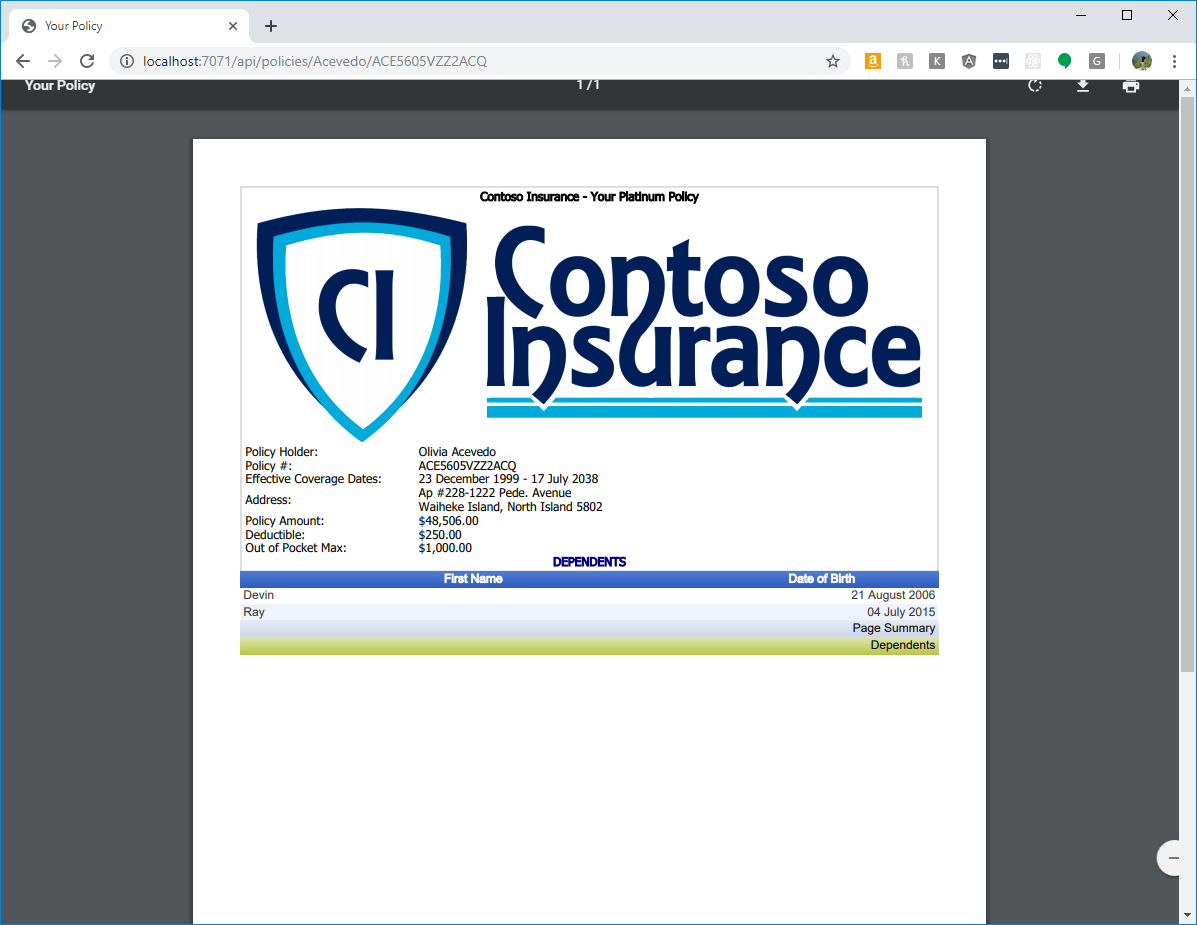 Your Policy
localhost:7071/api/policies/Acevedo/ACE5605VZZ2ACQ
a K A G
Your Policy 1 / 1
Contoso Insurance - Your Platinum Policy
CI
Contoso
Insurance
Policy Holder: Olivia Acevedo
Policy #: ACE5605VZZ2ACQ
Effective Coverage Dates: 23 December 1999 - 17 July 2038
Address: Ap #228-1222 Pede. Avenue
Waiheke Island, North Island 5802
Policy Amount: $48,506.00
Deductible: $250.00
Out of Pocket Max: $1,000.00
DEPENDENTS
First Name Date of Birth
Devin 21 August 2006
Ray 04 July 2015
Page Summary
Dependents